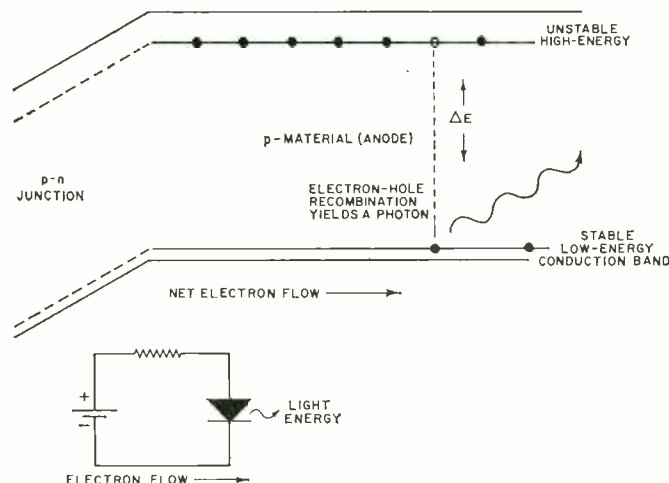 UNSTABLE
HIGH-ENERGY
ΔE
p-MATERIAL (ANODE)
p-n
JUNCTION
ELECTRON-HOLE
RECOMBINATION
YIELDS A PHOTON
STABLE
LOW-ENERGY
CONDUCTION BAND
NET ELECTRON FLOW
+
−
LIGHT
ENERGY
ELECTRON FLOW